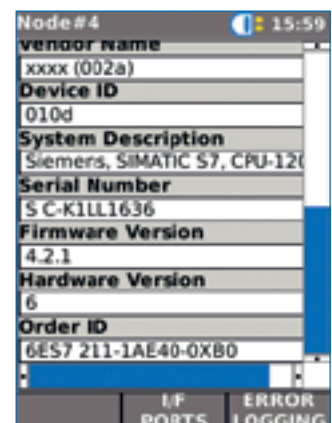 Node#4 15:59
Vendor Name
xxxx (002a)
Device ID
010d
System Description
Siemens, SIMATIC S7, CPU-120
Serial Number
S C-K1LL1636
Firmware Version
4.2.1
Hardware Version
6
Order ID
6ES7 211-1AE40-0XB0
I/F PORTS
ERROR LOGGING